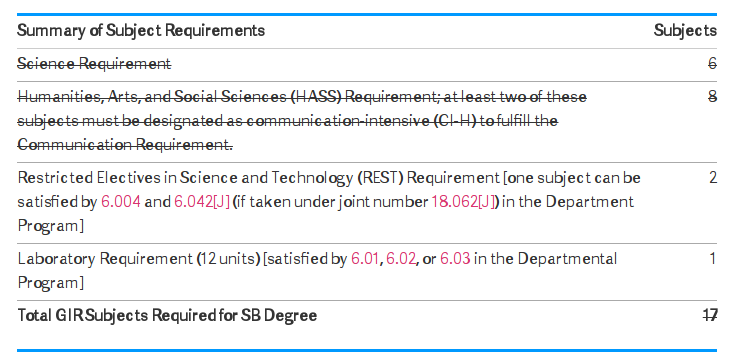 Summary of Subject Requirements Subjects
Science Requirement 6
Humanities, Arts, and Social Sciences (HASS) Requirement; at least two of these 8
subjects must be designated as communication-intensive (CI-H) to fulfill the
Communication Requirement.
Restricted Electives in Science and Technology (REST) Requirement [one subject can be 2
satisfied by 6.004 and 6.042[J] (if taken under joint number 18.062[J]) in the Department
Program]
Laboratory Requirement (12 units) [satisfied by 6.01, 6.02, or 6.03 in the Departmental 1
Program]
Total GIR Subjects Required for SB Degree 17